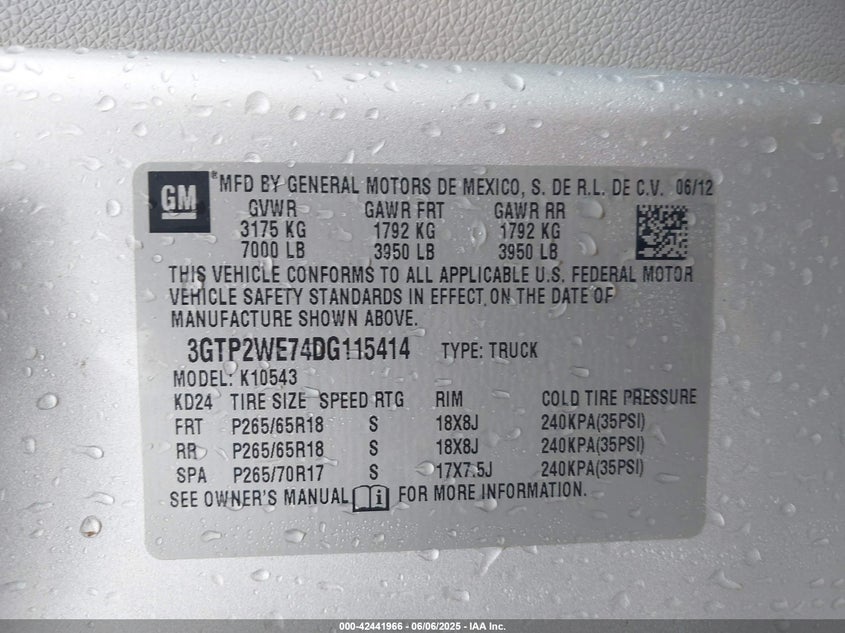 GM ® MFD BY GENERAL MOTORS DE MEXICO, S. DE R.L. DE C.V. 06/12
GVWR GAWR FRT GAWR RR
3175 KG 1792 KG 1792 KG
7000 LB 3950 LB 3950 LB
THIS VEHICLE CONFORMS TO ALL APPLICABLE U.S. FEDERAL MOTOR
VEHICLE SAFETY STANDARDS IN EFFECT ON THE DATE OF
MANUFACTURE SHOWN ABOVE.
3GTP2WE74DG115414 TYPE: TRUCK
MODEL: K10543
KD24 TIRE SIZE SPEED RTG RIM COLD TIRE PRESSURE
FRT P265/65R18 S 18X8J 240KPA(35PSI)
RR P265/65R18 S 18X8J 240KPA(35PSI)
SPA P265/70R17 S 17X7.5J 240KPA(35PSI)
SEE OWNER'S MANUAL i FOR MORE INFORMATION.
000-42441966 - 06/06/2025 - IAA Inc.